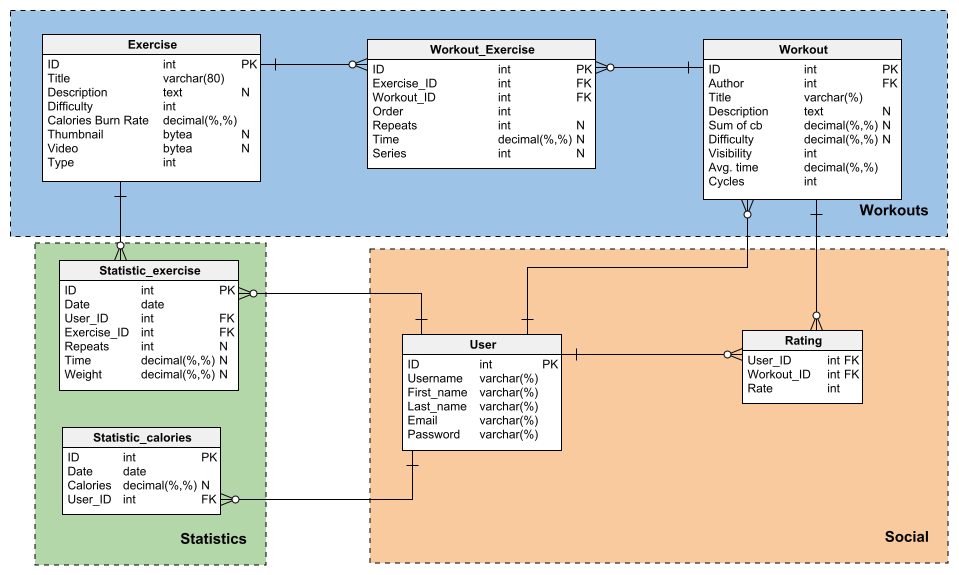 Exercise
ID int PK
Title varchar(80)
Description text N
Difficulty int
Calories Burn Rate decimal(%,%)
Thumbnail bytea N
Video bytea N
Type int
Workout_Exercise
ID int PK
Exercise_ID int FK
Workout_ID int FK
Order int
Repeats int N
Time decimal(%,%) N
Series int N
Workout
ID int PK
Author int FK
Title varchar(%)
Description text N
Sum of cb decimal(%,%) N
Difficulty decimal(%,%) N
Visibility int
Avg. time decimal(%,%)
Cycles int
Workouts
Statistic_exercise
ID int PK
Date date
User_ID int FK
Exercise_ID int FK
Repeats int N
Time decimal(%,%) N
Weight decimal(%,%) N
Statistic_calories
ID int PK
Date date
Calories decimal(%,%) N
User_ID int FK
Statistics
User
ID int PK
Username varchar(%)
First_name varchar(%)
Last_name varchar(%)
Email varchar(%)
Password varchar(%)
Rating
User_ID int FK
Workout_ID int FK
Rate int
Social